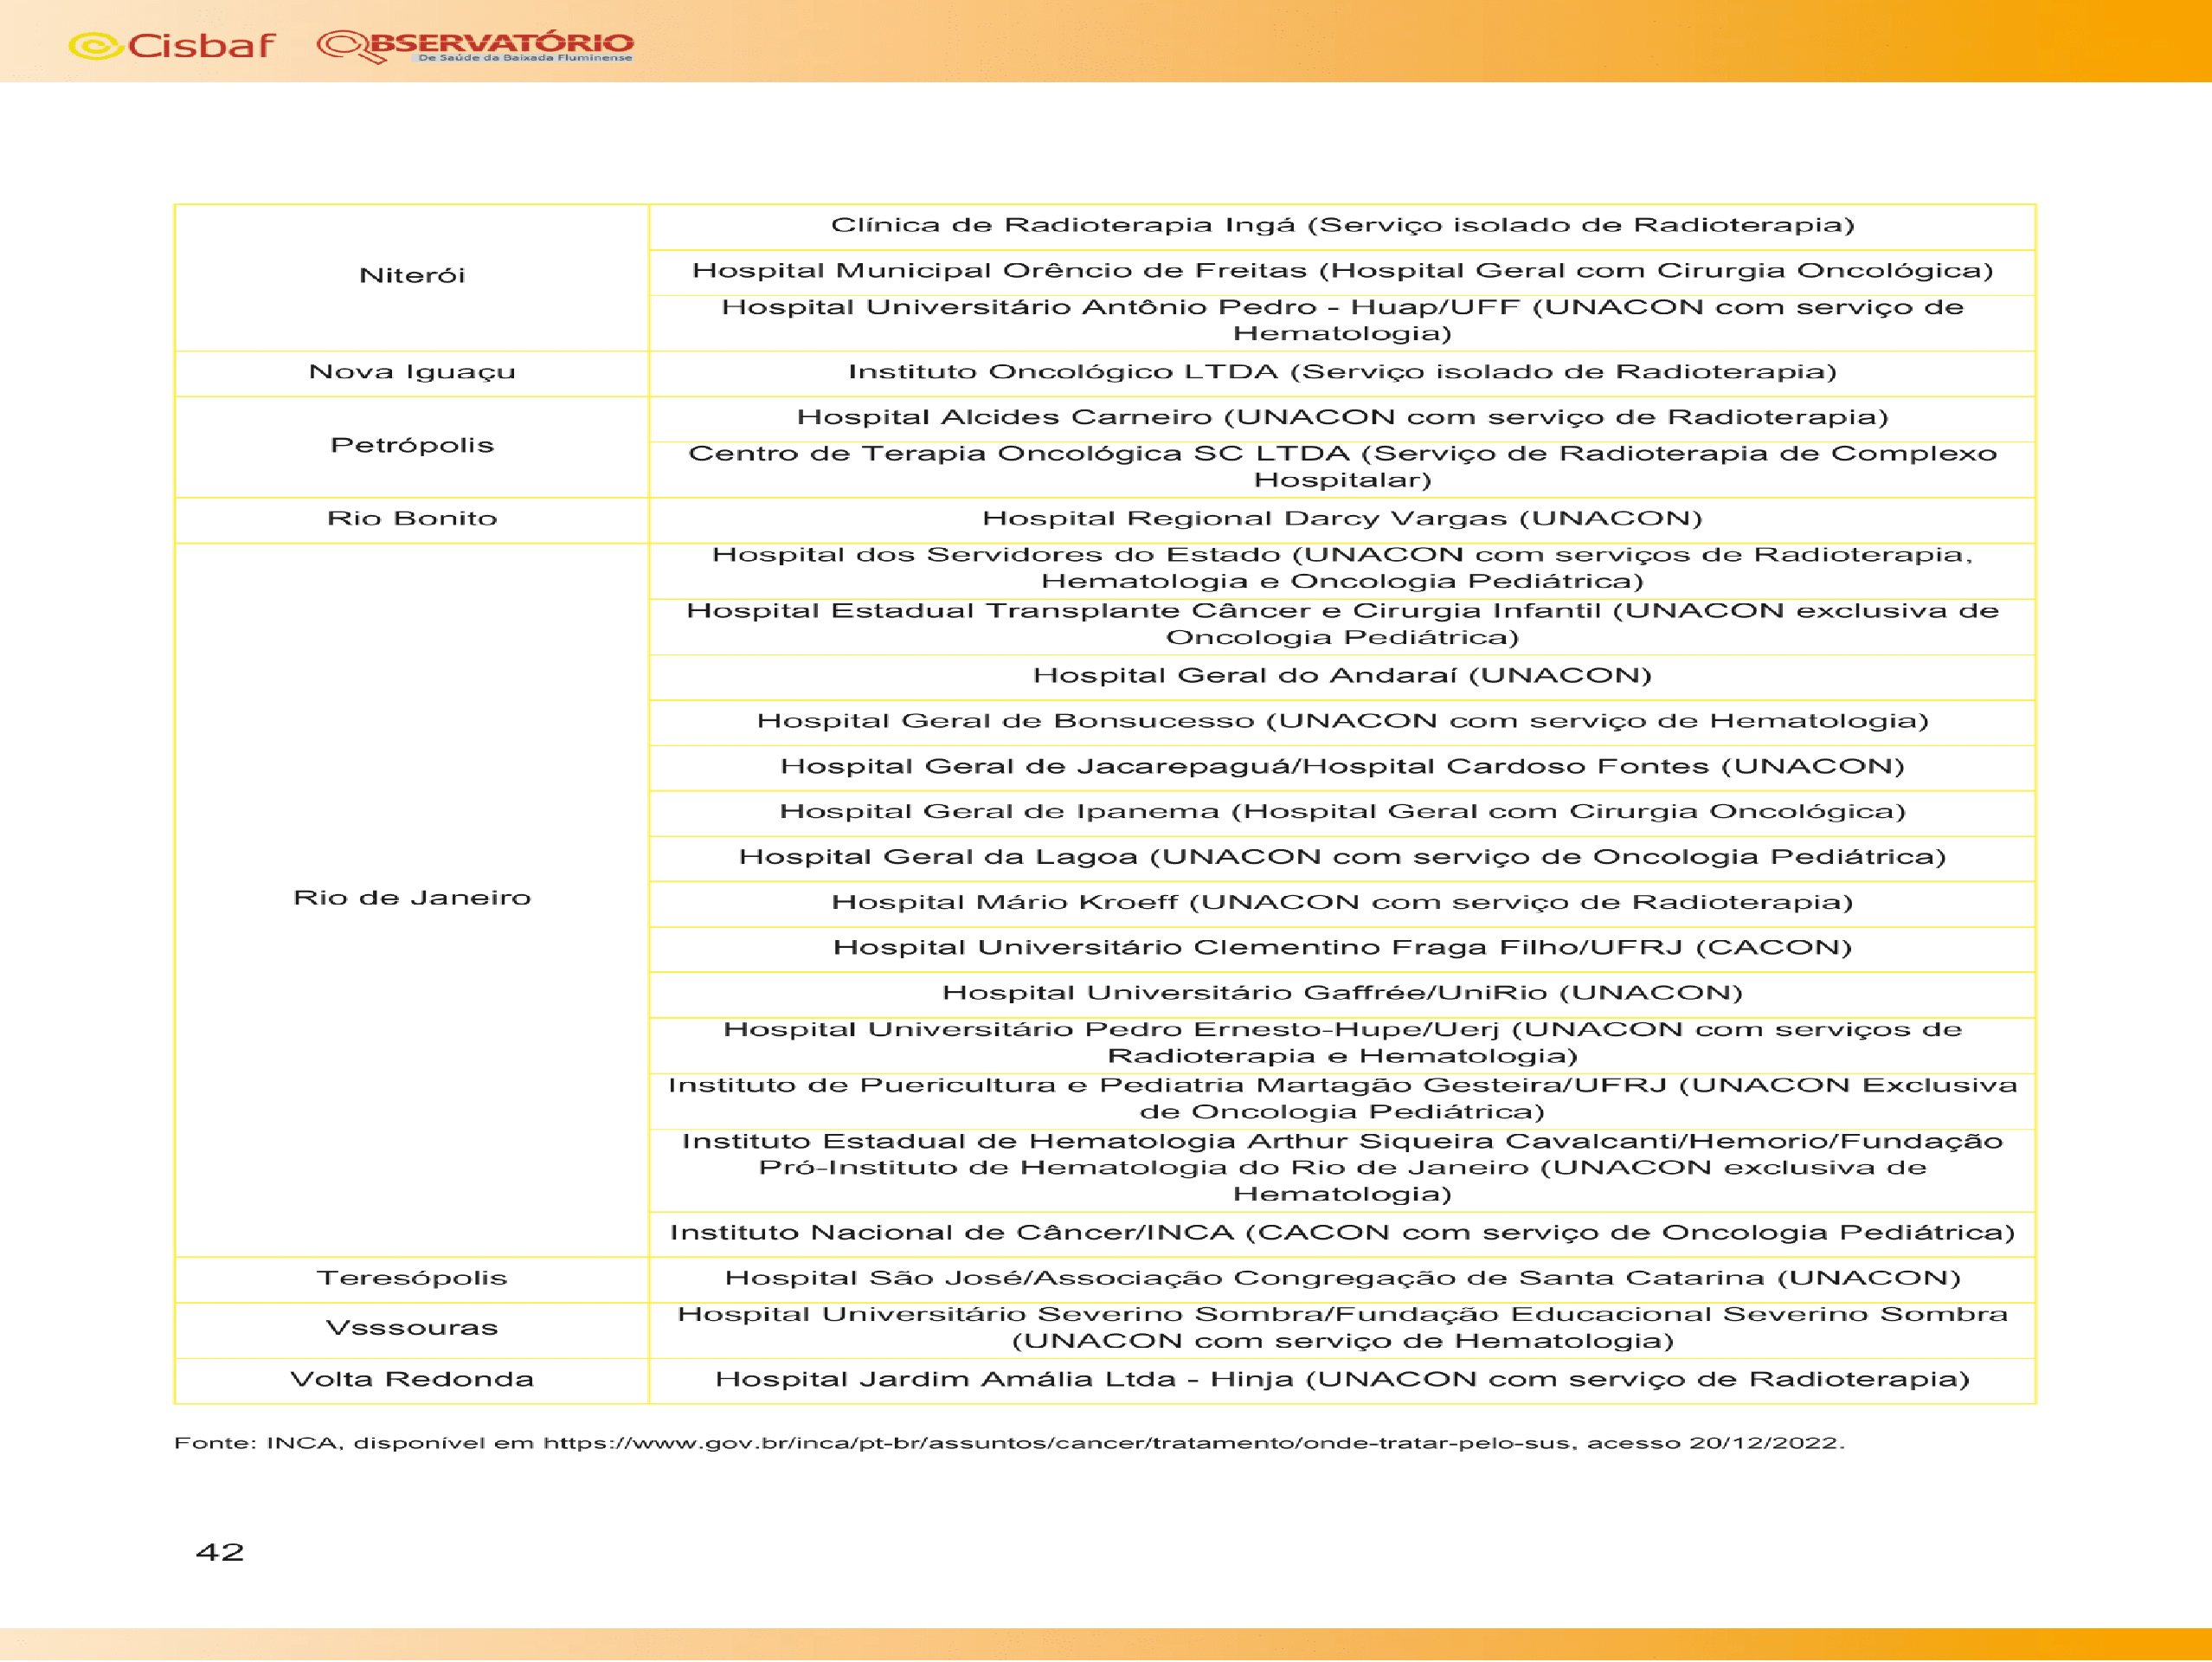 Cisbaf OBSERVATÓRIO
De Saúde da Baixada Fluminense
Niterói
Clínica de Radioterapia Ingá (Serviço isolado de Radioterapia)
Hospital Municipal Orêncio de Freitas (Hospital Geral com Cirurgia Oncológica)
Hospital Universitário Antônio Pedro - Huap/UFF (UNACON com serviço de
Hematologia)
Nova Iguaçu
Instituto Oncológico LTDA (Serviço isolado de Radioterapia)
Petrópolis
Hospital Alcides Carneiro (UNACON com serviço de Radioterapia)
Centro de Terapia Oncológica SC LTDA (Serviço de Radioterapia de Complexo
Hospitalar)
Rio Bonito
Hospital Regional Darcy Vargas (UNACON)
Rio de Janeiro
Hospital dos Servidores do Estado (UNACON com serviços de Radioterapia,
Hematologia e Oncologia Pediátrica)
Hospital Estadual Transplante Câncer e Cirurgia Infantil (UNACON exclusiva de
Oncologia Pediátrica)
Hospital Geral do Andaraí (UNACON)
Hospital Geral de Bonsucesso (UNACON com serviço de Hematologia)
Hospital Geral de Jacarepaguá/Hospital Cardoso Fontes (UNACON)
Hospital Geral de Ipanema (Hospital Geral com Cirurgia Oncológica)
Hospital Geral da Lagoa (UNACON com serviço de Oncologia Pediátrica)
Hospital Mário Kroeff (UNACON com serviço de Radioterapia)
Hospital Universitário Clementino Fraga Filho/UFRJ (CACON)
Hospital Universitário Gaffrée/UniRio (UNACON)
Hospital Universitário Pedro Ernesto-Hupe/Uerj (UNACON com serviços de
Radioterapia e Hematologia)
Instituto de Puericultura e Pediatria Martagão Gesteira/UFRJ (UNACON Exclusiva
de Oncologia Pediátrica)
Instituto Estadual de Hematologia Arthur Siqueira Cavalcanti/Hemorio/Fundação
Pró-Instituto de Hematologia do Rio de Janeiro (UNACON exclusiva de
Hematologia)
Instituto Nacional de Câncer/INCA (CACON com serviço de Oncologia Pediátrica)
Teresópolis
Hospital São José/Associação Congregação de Santa Catarina (UNACON)
Vsssouras
Hospital Universitário Severino Sombra/Fundação Educacional Severino Sombra
(UNACON com serviço de Hematologia)
Volta Redonda
Hospital Jardim Amália Ltda - Hinja (UNACON com serviço de Radioterapia)
Fonte: INCA, disponível em https://www.gov.br/inca/pt-br/assuntos/cancer/tratamento/onde-tratar-pelo-sus, acesso 20/12/2022.
42